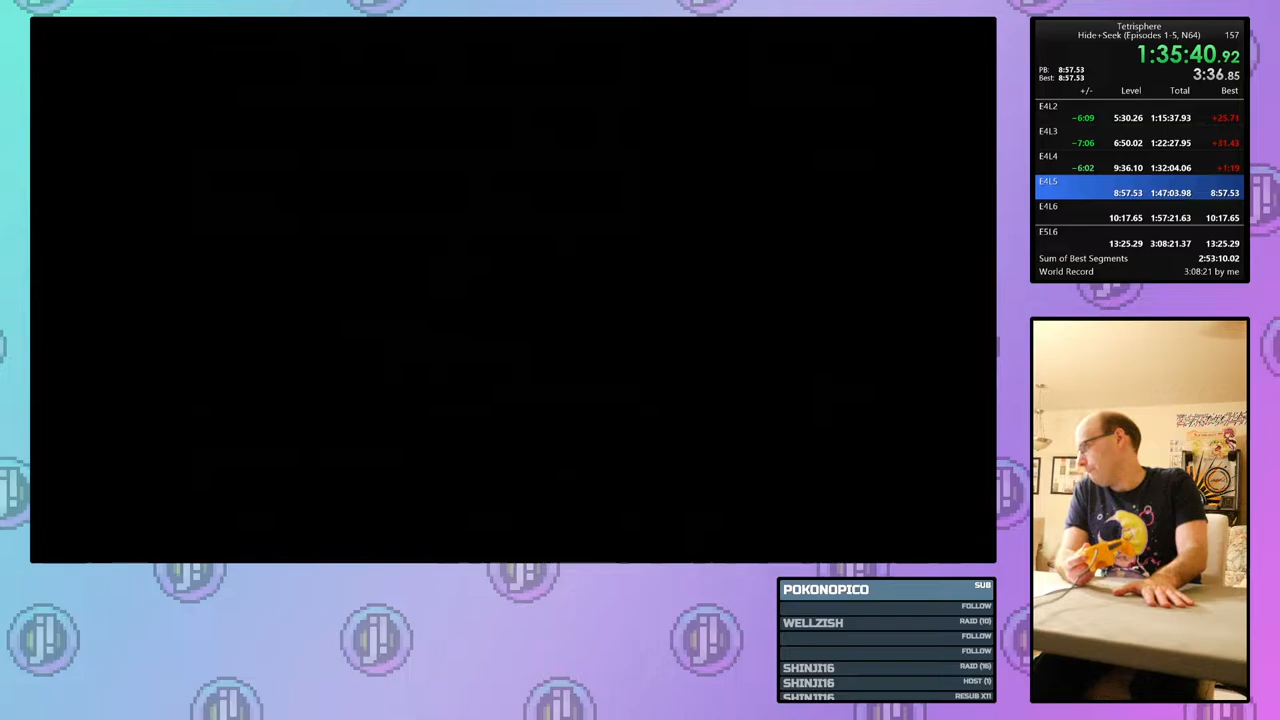 Tetrisphere
Hide+Seek (Episodes 1-5, N64) 157
1:35:40.92
PB: 8:57.53
Best: 8:57.53
3:36.85
+/- Level Total Best
E4L2
−6:09 5:30.26 1:15:37.93 +25.71
E4L3
−7:06 6:50.02 1:22:27.95 +31.43
E4L4
−6:02 9:36.10 1:32:04.06 +1:19
E4L5
8:57.53 1:47:03.98 8:57.53
E4L6
10:17.65 1:57:21.63 10:17.65
E5L6
13:25.29 3:08:21.37 13:25.29
Sum of Best Segments 2:53:10.02
World Record 3:08:21 by me
POKONOPICO SUB
FOLLOW
WELLZISH RAID (10)
FOLLOW
FOLLOW
SHINJI16 RAID (16)
SHINJI16 HOST (1)
SHINJI16 RESUB X11
j!
j!
j!
j!
j!